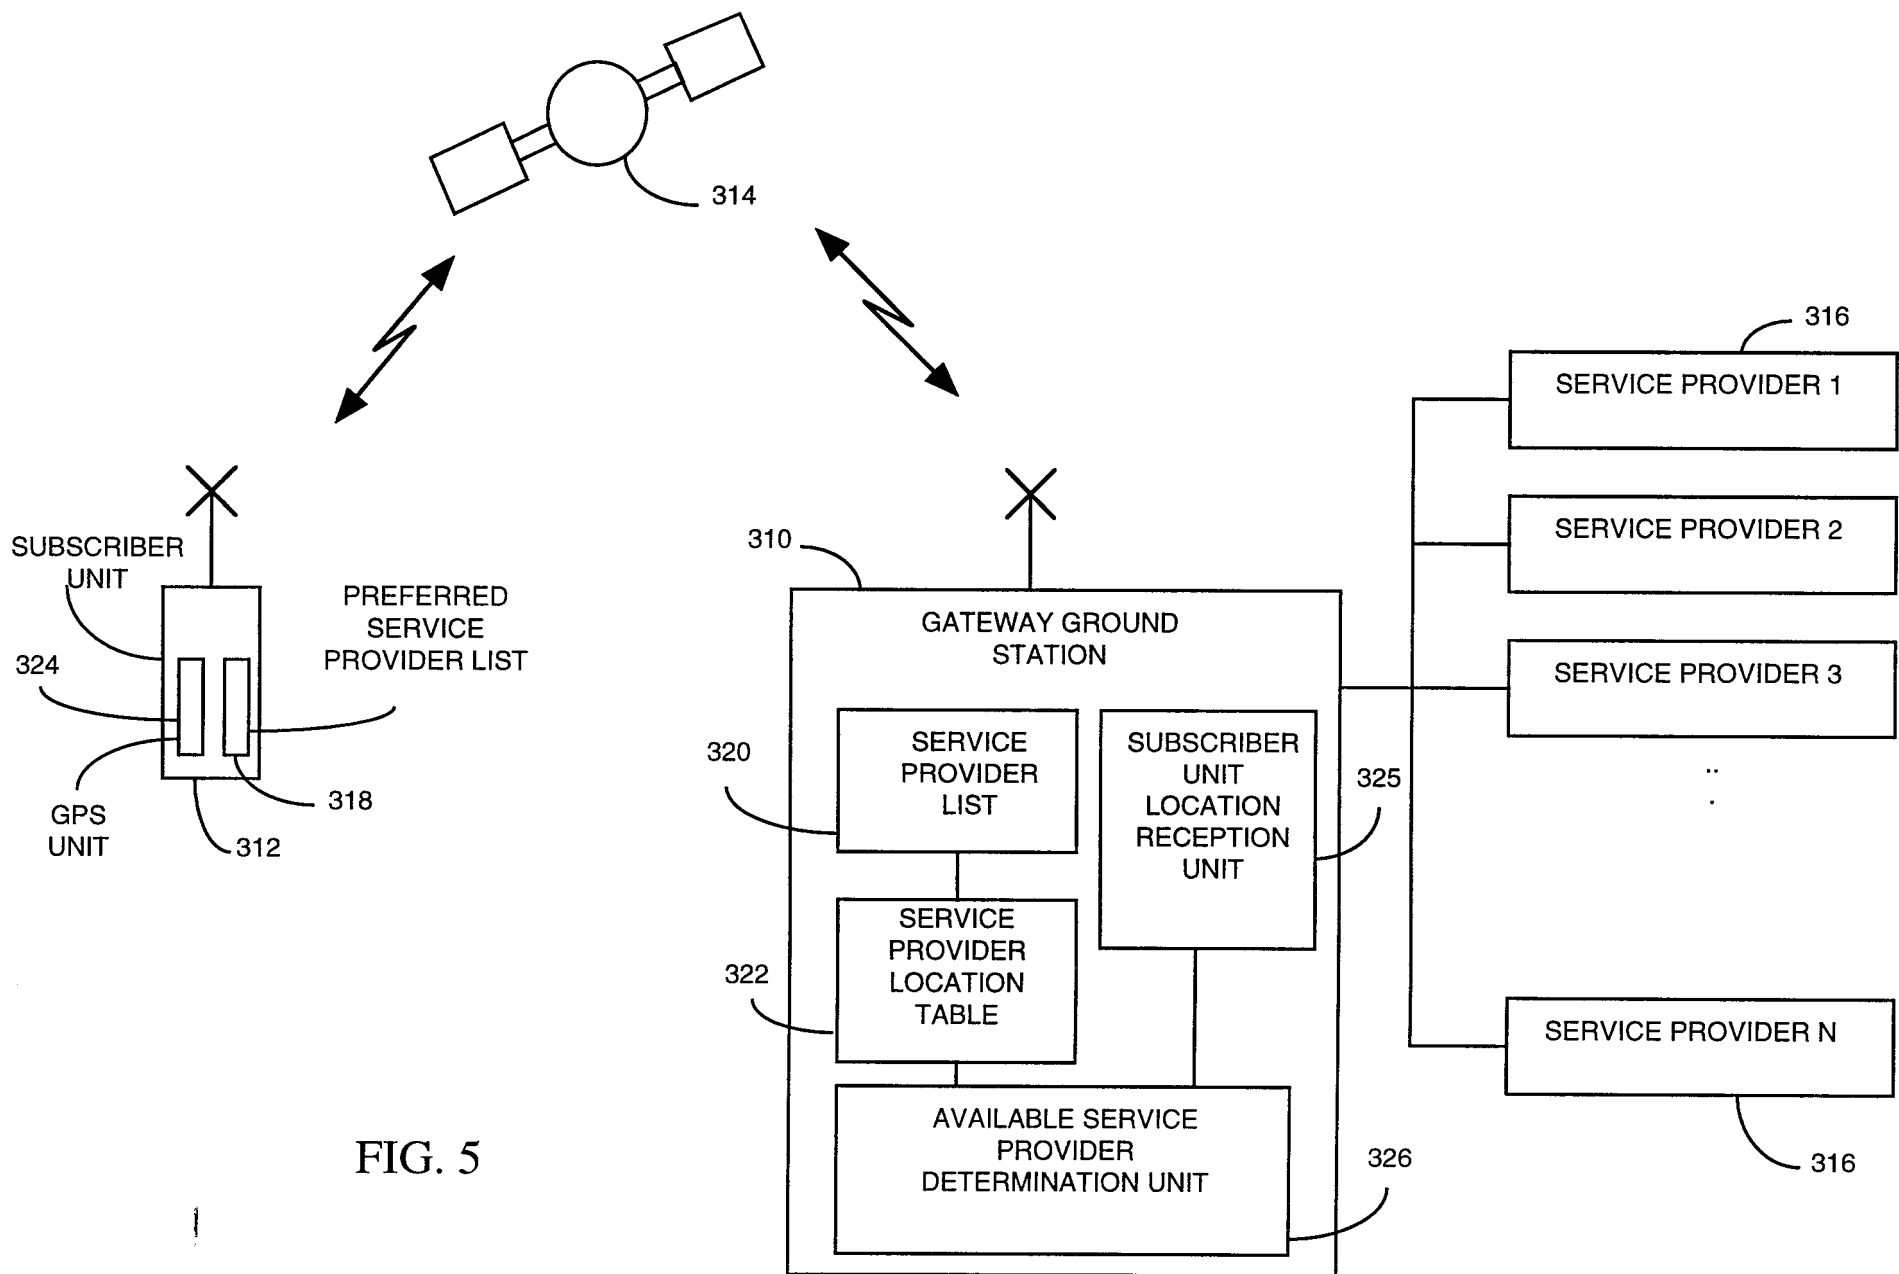 314
316
SERVICE PROVIDER 1
SERVICE PROVIDER 2
SERVICE PROVIDER 3
SERVICE PROVIDER N
316
SUBSCRIBER
UNIT
PREFERRED
SERVICE
PROVIDER LIST
324
318
GPS
UNIT
312
310
GATEWAY GROUND
STATION
320
SERVICE
PROVIDER
LIST
SUBSCRIBER
UNIT
LOCATION
RECEPTION
UNIT
325
322
SERVICE
PROVIDER
LOCATION
TABLE
AVAILABLE SERVICE
PROVIDER
DETERMINATION UNIT
326
FIG. 5